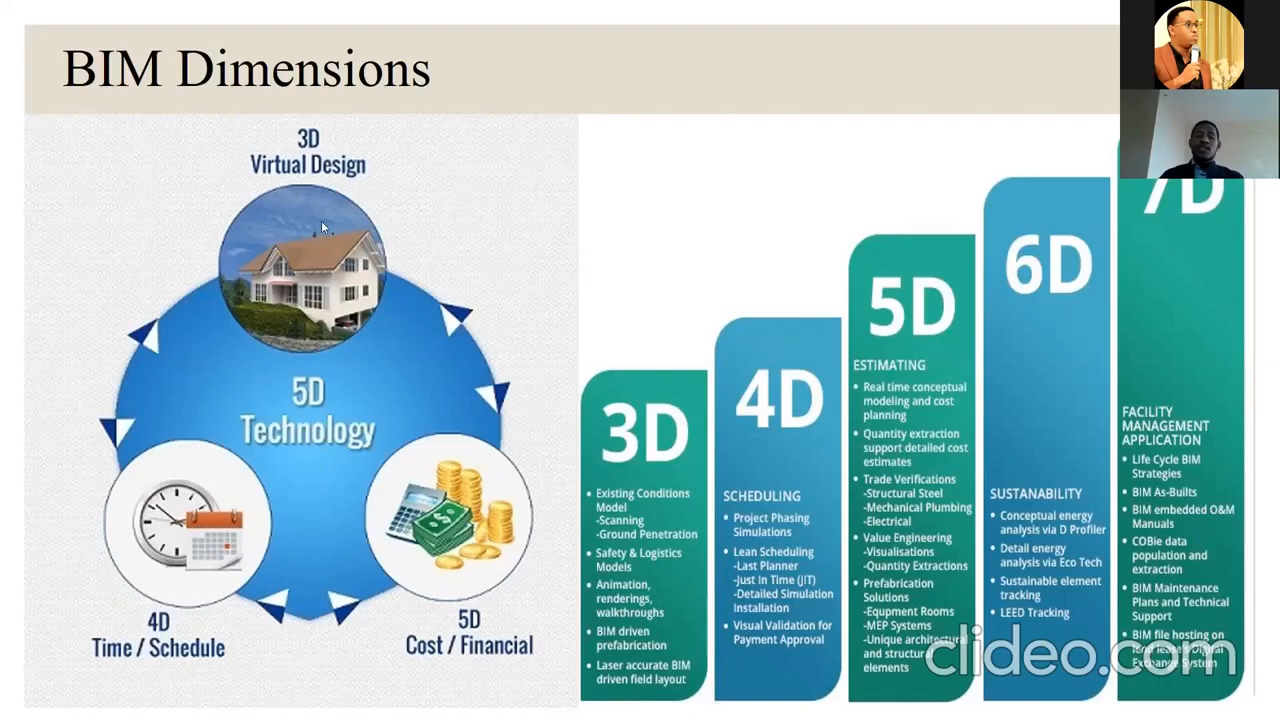 BIM Dimensions
3D
Virtual Design
5D
Technology
4D
Time / Schedule
5D
Cost / Financial
3D
• Existing Conditions
Model
-Scanning
-Ground Penetration
• Safety & Logistics
Models
• Animation,
renderings,
walkthroughs
• BIM driven
prefabrication
• Laser accurate BIM
driven field layout
4D
SCHEDULING
• Project Phasing
Simulations
• Lean Scheduling
-Last Planner
-Just In Time (JIT)
-Detailed Simulation
Installation
• Visual Validation for
Payment Approval
5D
ESTIMATING
• Real time conceptual
modeling and cost
planning
• Quantity extraction
support detailed cost
estimates
• Trade Verifications
-Structural Steel
-Mechanical Plumbing
-Electrical
• Value Engineering
-Visualisations
-Quantity Extractions
• Prefabrication
Solutions
-Equpment Rooms
-MEP Systems
-Unique architectural
and structural
elements
6D
SUSTANABILITY
• Conceptual energy
analysis via D Profiler
• Detail energy
analysis via Eco Tech
• Sustainable element
tracking
• LEED Tracking
7D
FACILITY
MANAGEMENT
APPLICATION
• Life Cycle BIM
Strategies
• BIM As-Builts
• BIM embedded O&M
Manuals
• COBie data
population and
extraction
• BIM Maintenance
Plans and Technical
Support
• BIM file hosting on
lend lease's Digital
Exchange System
clideo.com